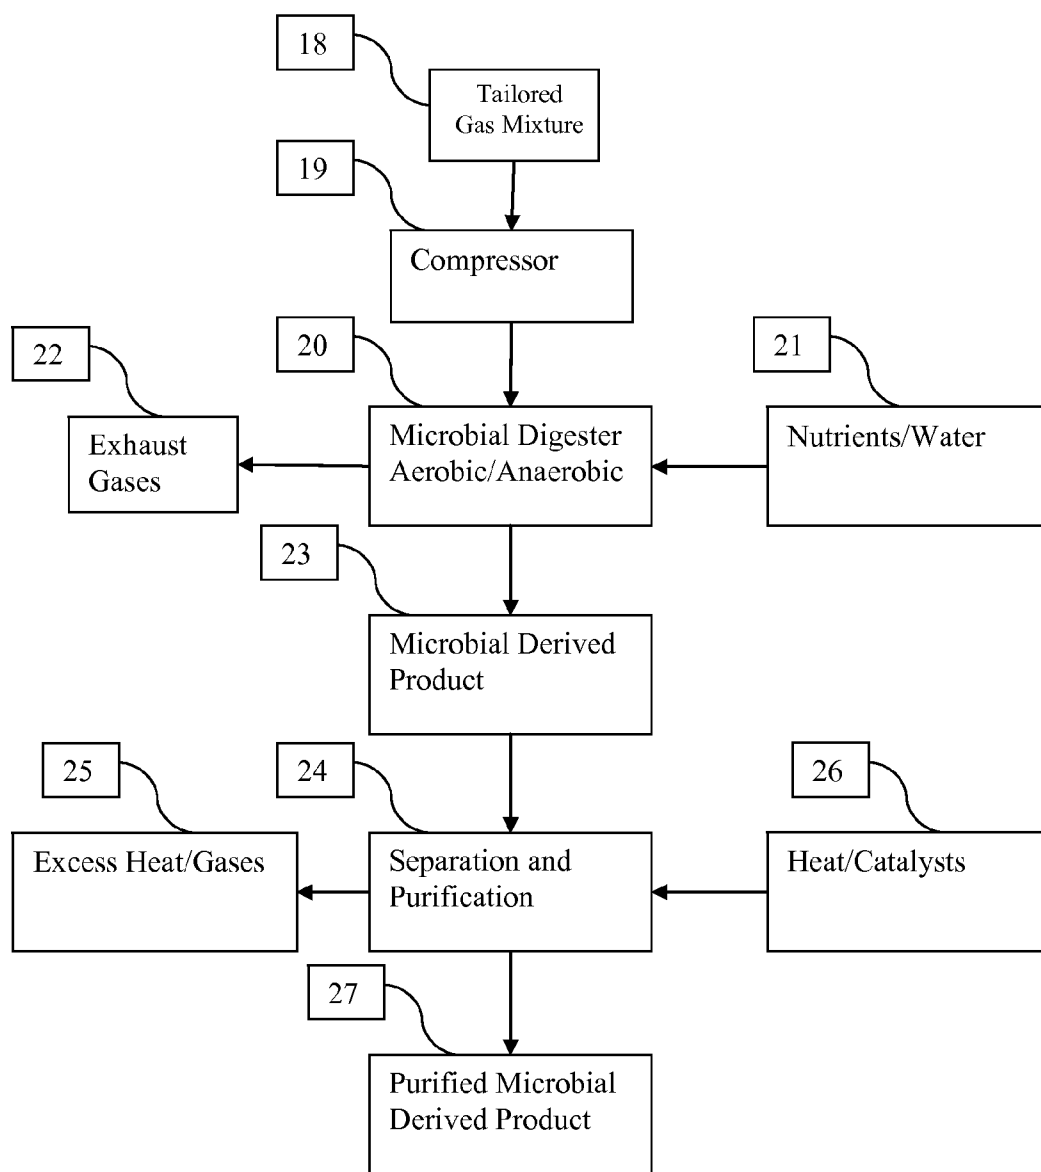 18
Tailored
Gas Mixture
19
Compressor
20
22
21
Microbial Digester
Aerobic/Anaerobic
Nutrients/Water
Exhaust
Gases
23
Microbial Derived
Product
25
24
26
Excess Heat/Gases
Separation and
Purification
Heat/Catalysts
27
Purified Microbial
Derived Product